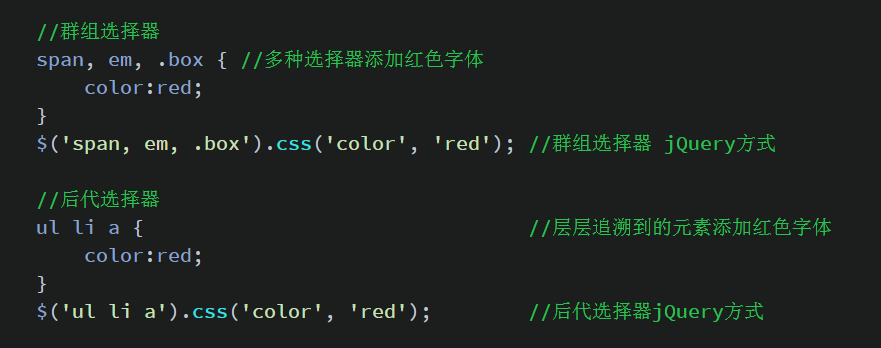 //群组选择器
span, em, .box { //多种选择器添加红色字体
    color:red;
}
$('span, em, .box').css('color', 'red'); //群组选择器 jQuery方式

//后代选择器
ul li a {                                //层层追溯到的元素添加红色字体
    color:red;
}
$('ul li a').css('color', 'red');        //后代选择器jQuery方式